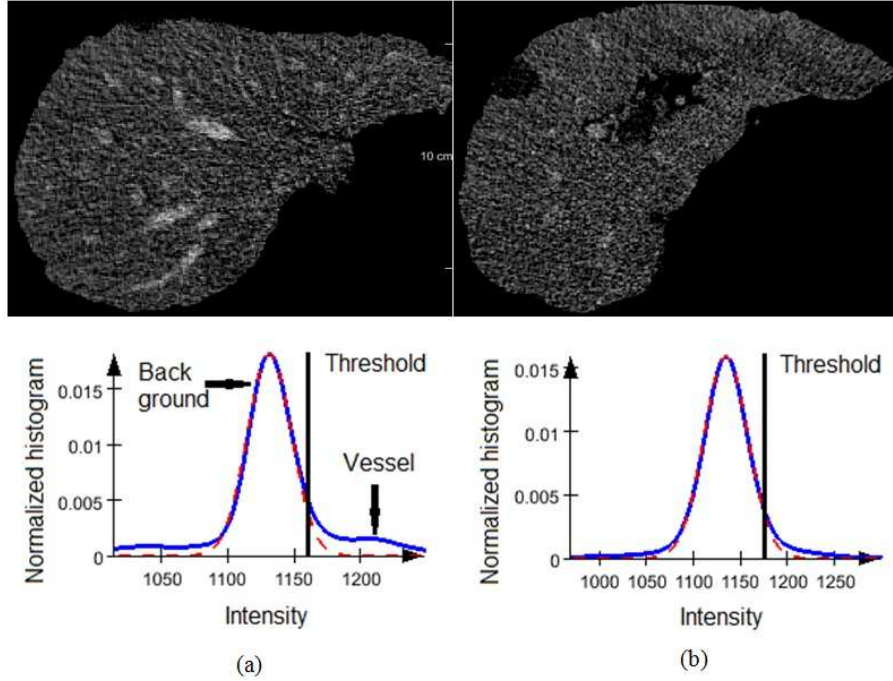 10 cm
Normalized histogram
0.015
0.01
0.005
0
Back
ground
Threshold
Vessel
1050
1100
1150
1200
Intensity
(a)
Normalized histogram
0.015
0.01
0.005
0
Threshold
1000
1050
1100
1150
1200
1250
Intensity
(b)